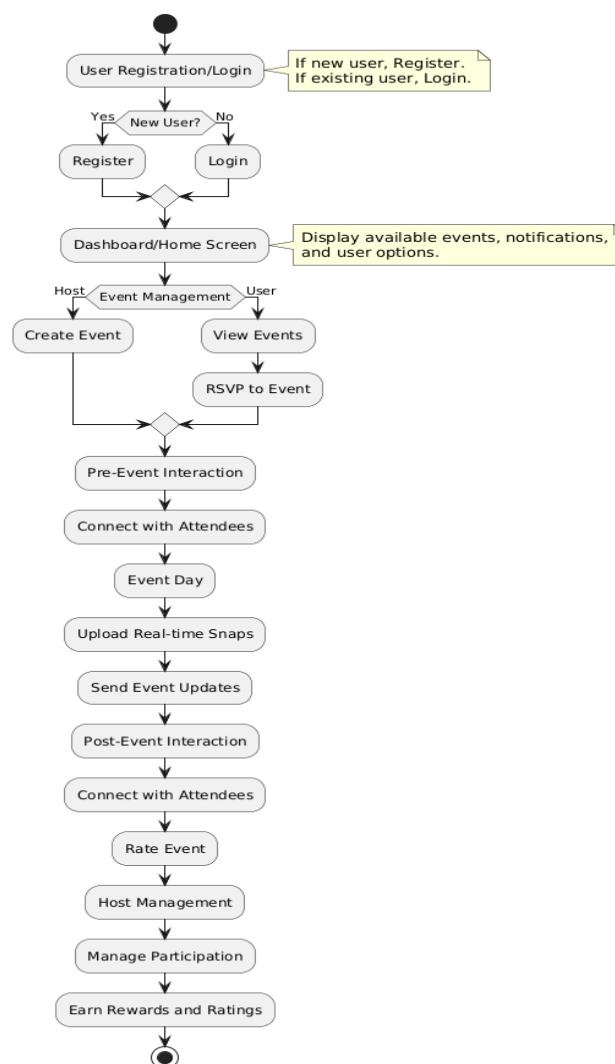 User Registration/Login
If new user, Register.
If existing user, Login.
Yes
New User?
No
Register
Login
Dashboard/Home Screen
Display available events, notifications,
and user options.
Host
Event Management
User
Create Event
View Events
RSVP to Event
Pre-Event Interaction
Connect with Attendees
Event Day
Upload Real-time Snaps
Send Event Updates
Post-Event Interaction
Connect with Attendees
Rate Event
Host Management
Manage Participation
Earn Rewards and Ratings